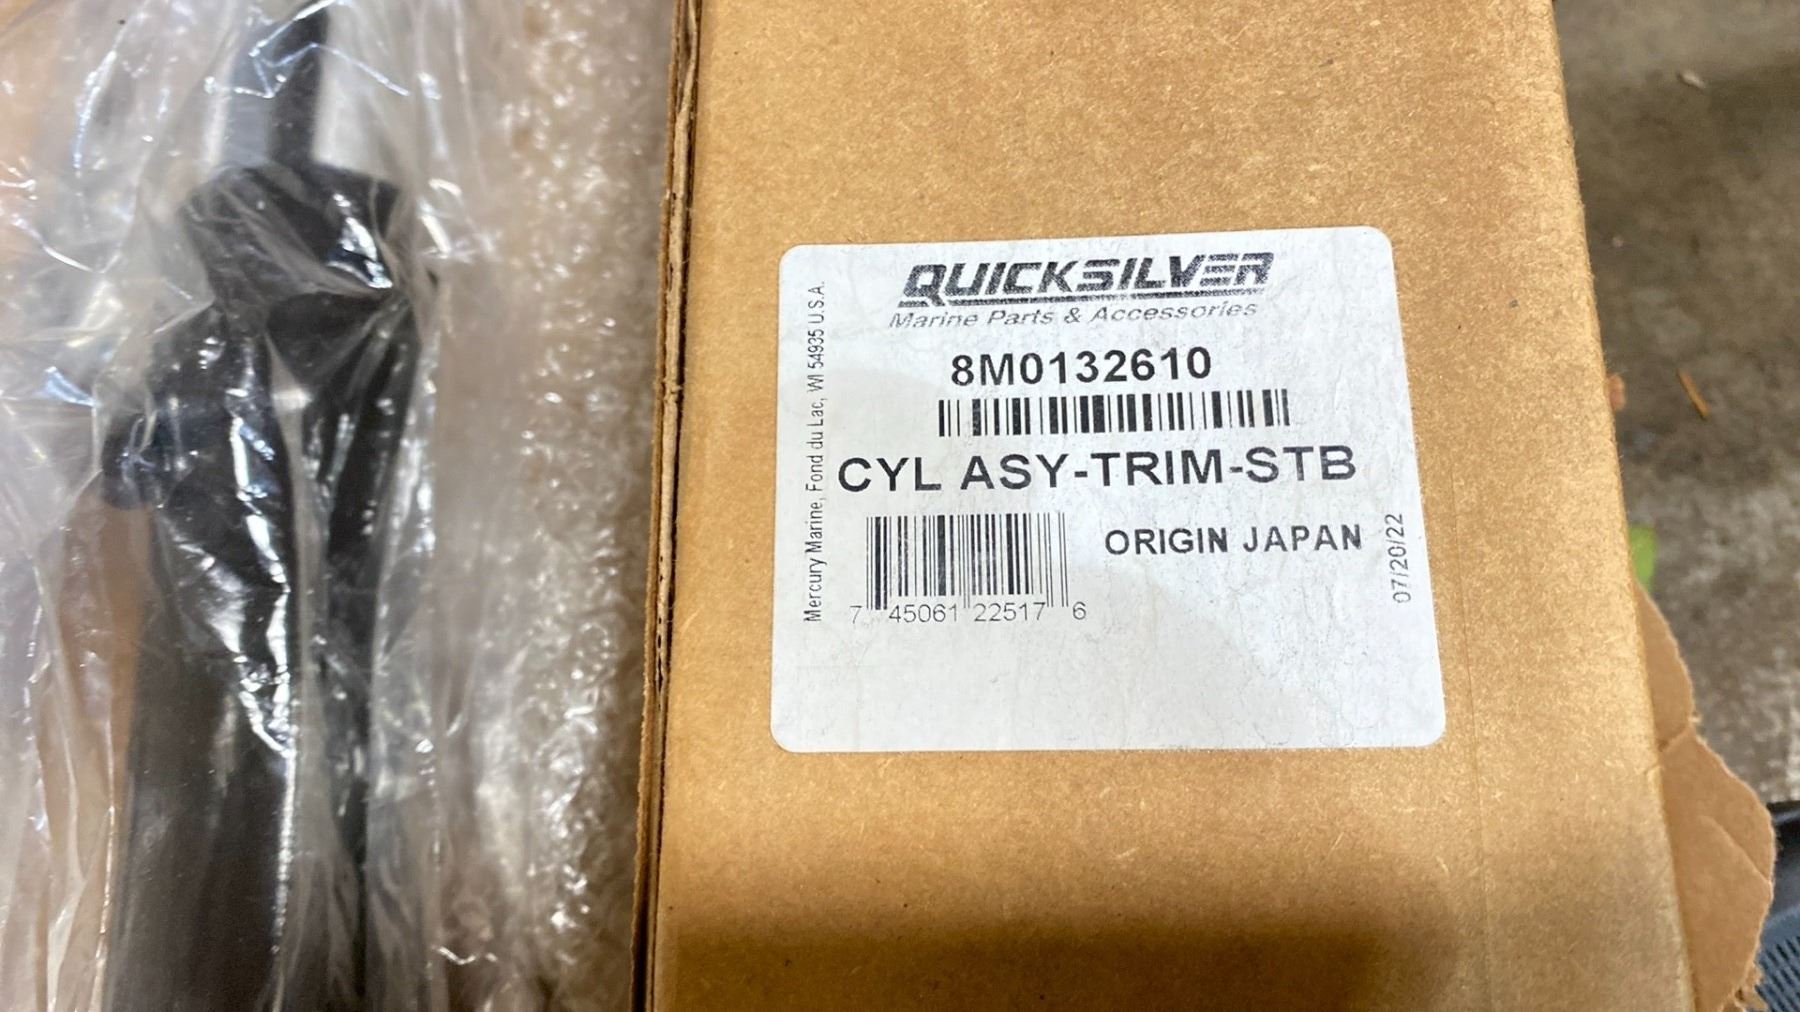 QUICKSILVER
Marine Parts & Accessories
8M0132610
CYL ASY-TRIM-STB
ORIGIN JAPAN
7 45061 22517 6
Mercury Marine, Fond du Lac, WI 54935 U.S.A.
07/20/22